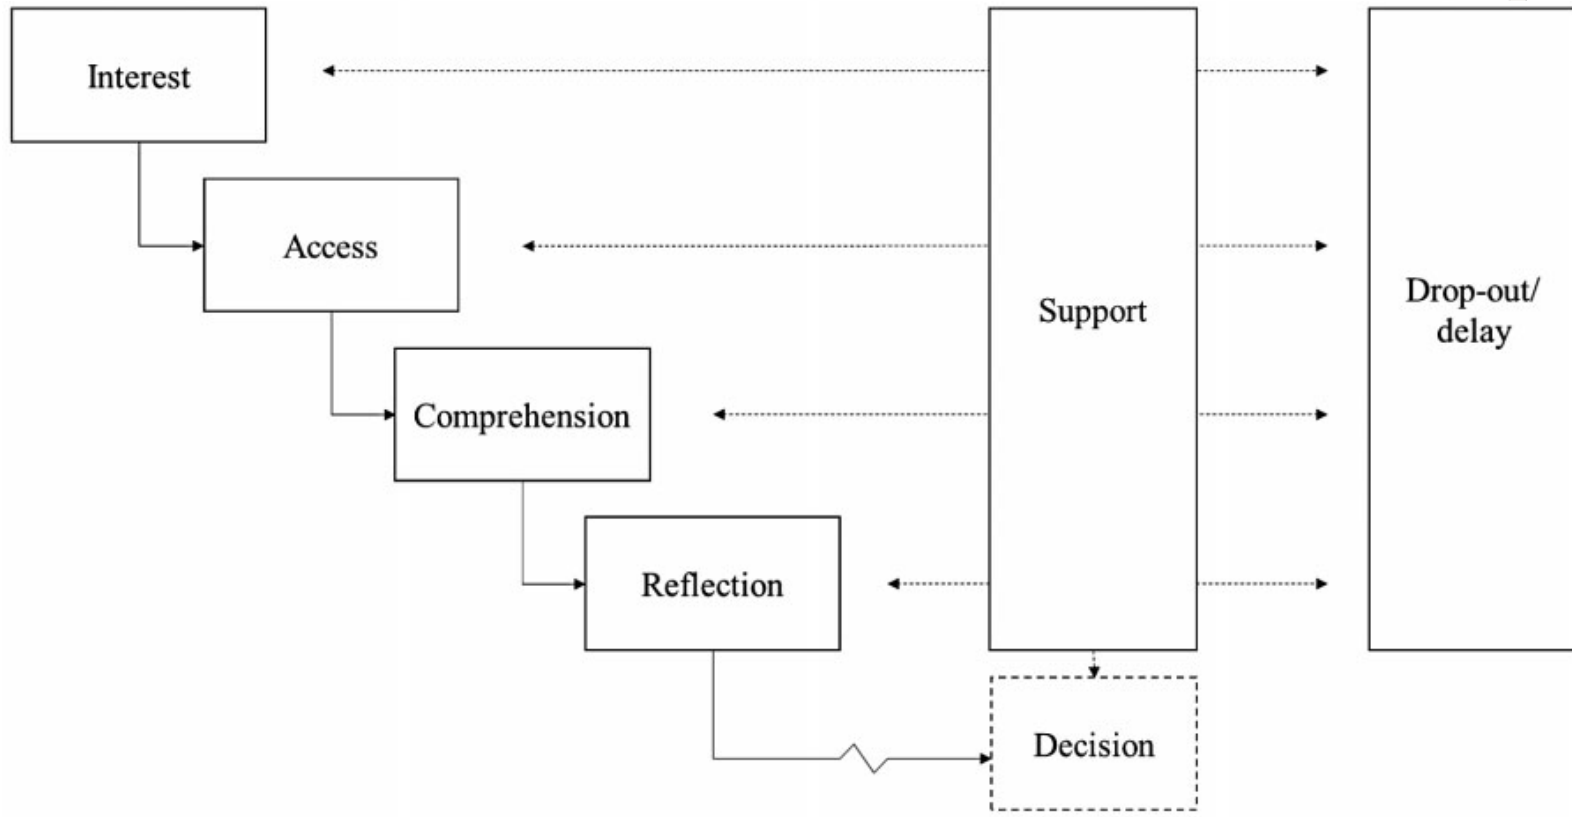 Interest
Access
Comprehension
Reflection
Support
Drop-out/
delay
Decision